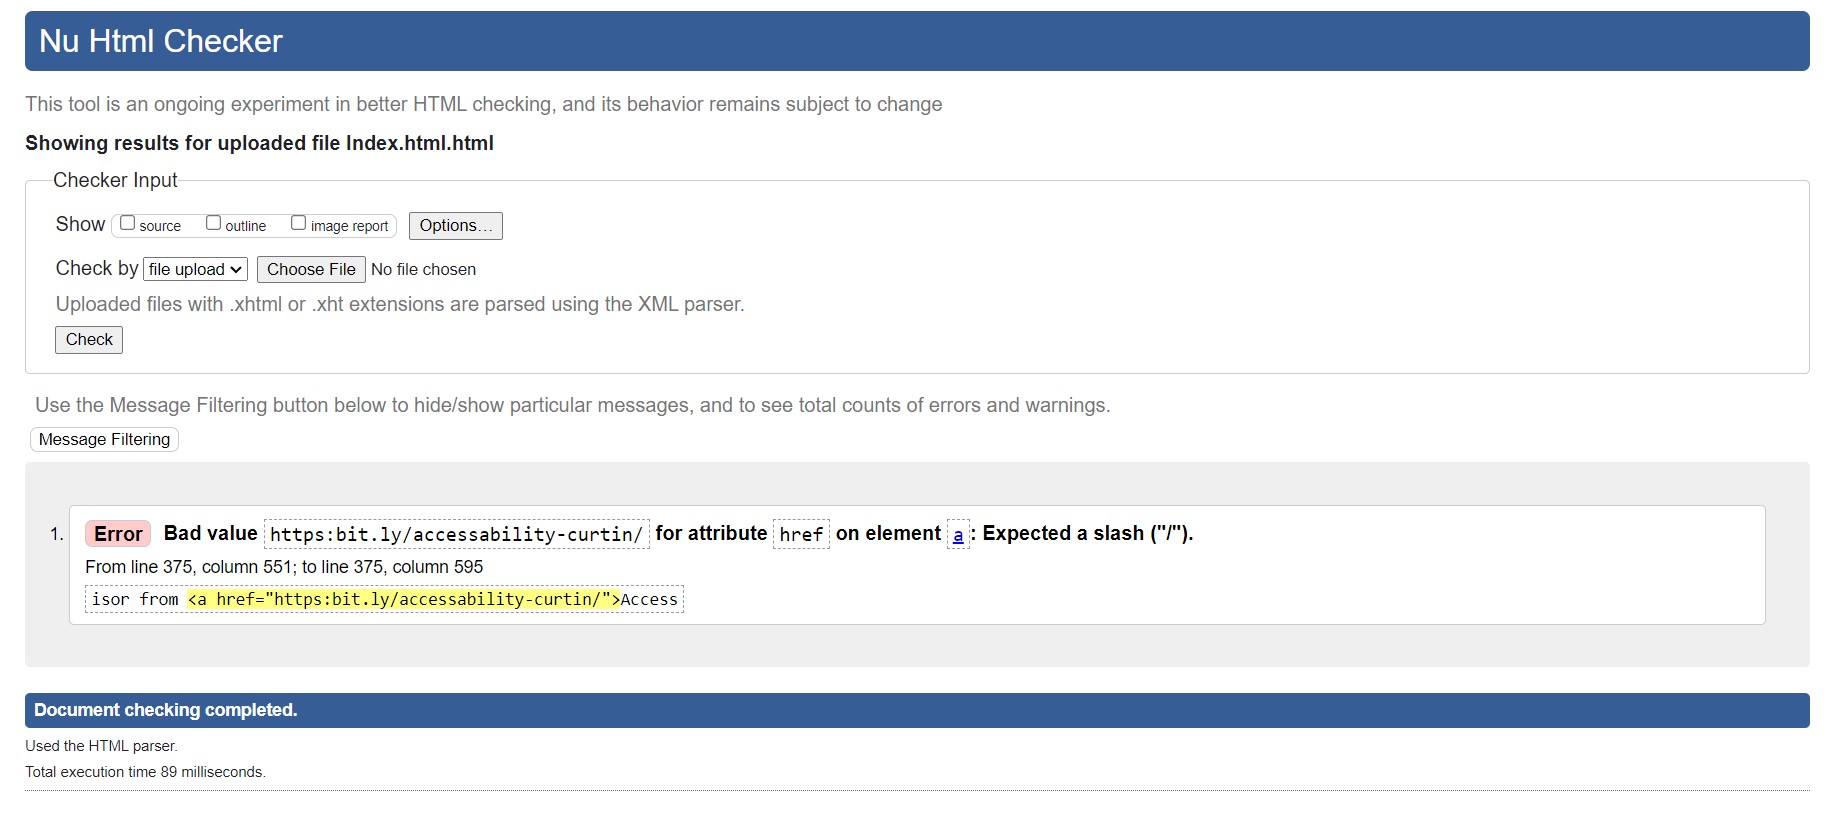 Nu Html Checker
This tool is an ongoing experiment in better HTML checking, and its behavior remains subject to change
Showing results for uploaded file Index.html.html
Checker Input
Show source outline image report Options...
Check by file upload Choose File No file chosen
Uploaded files with .xhtml or .xht extensions are parsed using the XML parser.
Check
Use the Message Filtering button below to hide/show particular messages, and to see total counts of errors and warnings.
Message Filtering
1. Error Bad value https:bit.ly/accessability-curtin/ for attribute href on element a: Expected a slash ("/").
From line 375, column 551; to line 375, column 595
isor from <a href="https:bit.ly/accessability-curtin/">Access
Document checking completed.
Used the HTML parser.
Total execution time 89 milliseconds.